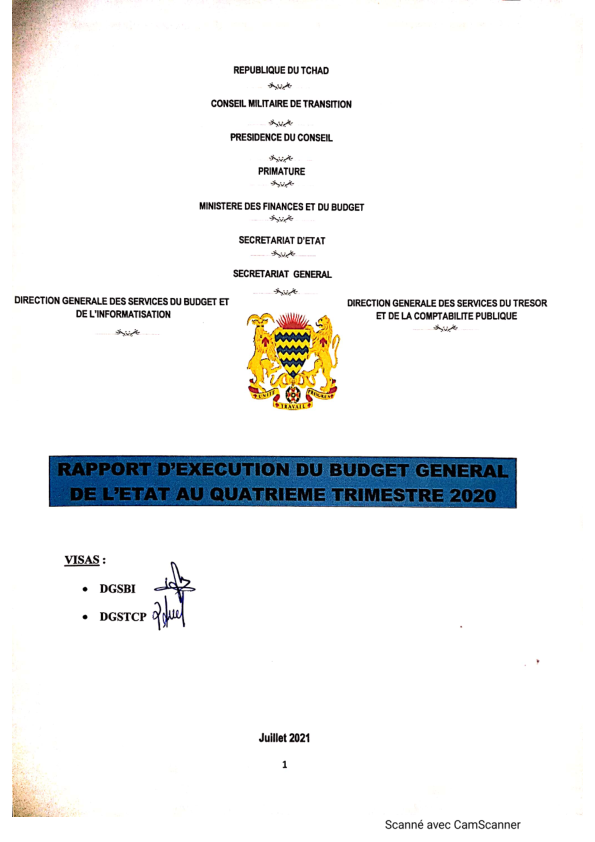 REPUBLIQUE DU TCHAD
CONSEIL MILITAIRE DE TRANSITION
PRESIDENCE DU CONSEIL
PRIMATURE
MINISTERE DES FINANCES ET DU BUDGET
SECRETARIAT D'ETAT
SECRETARIAT GENERAL
DIRECTION GENERALE DES SERVICES DU BUDGET ET
DE L'INFORMATISATION
DIRECTION GENERALE DES SERVICES DU TRESOR
ET DE LA COMPTABILITE PUBLIQUE
UNITE TRAVAIL PROGRES
RAPPORT D'EXECUTION DU BUDGET GENERAL
DE L'ETAT AU QUATRIEME TRIMESTRE 2020
VISAS :
• DGSBI
• DGSTCP
Juillet 2021
1
Scanné avec CamScanner